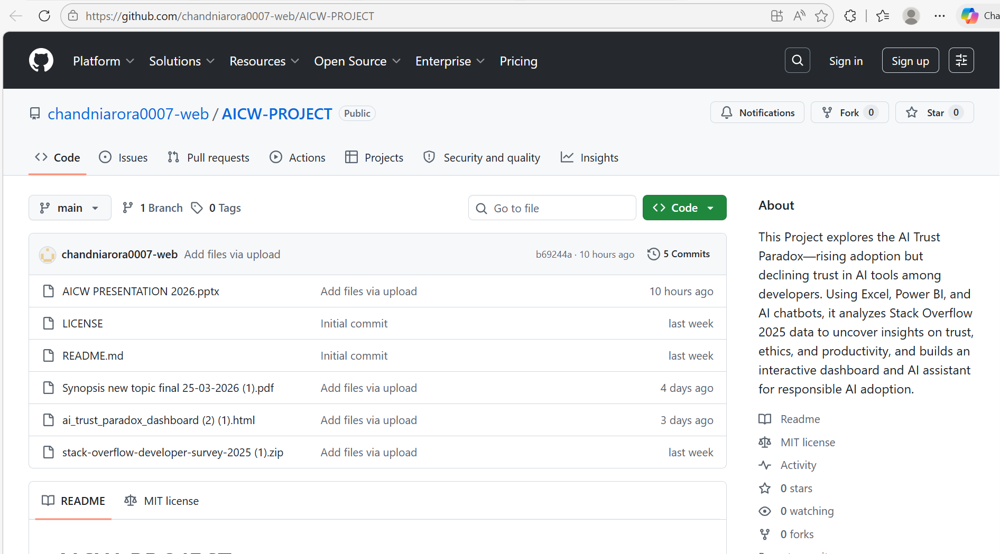 https://github.com/chandniarora0007-web/AICW-PROJECT
Cha
Platform Solutions Resources Open Source Enterprise Pricing Sign in Sign up
chandniarora0007-web / AICW-PROJECT Public
Notifications Fork 0 Star 0
Code Issues Pull requests Actions Projects Security and quality Insights
main 1 Branch 0 Tags Go to file Code
chandniarora0007-web Add files via upload b69244a · 10 hours ago 5 Commits
AICW PRESENTATION 2026.pptx Add files via upload 10 hours ago
LICENSE Initial commit last week
README.md Initial commit last week
Synopsis new topic final 25-03-2026 (1).pdf Add files via upload 4 days ago
ai_trust_paradox_dashboard (2) (1).html Add files via upload 3 days ago
stack-overflow-developer-survey-2025 (1).zip Add files via upload last week
README MIT license
AICW-PROJECT
About
This Project explores the AI Trust
Paradox—rising adoption but
declining trust in AI tools among
developers. Using Excel, Power BI, and
AI chatbots, it analyzes Stack Overflow
2025 data to uncover insights on trust,
ethics, and productivity, and builds an
interactive dashboard and AI assistant
for responsible AI adoption.
Readme
MIT license
Activity
0 stars
0 watching
0 forks